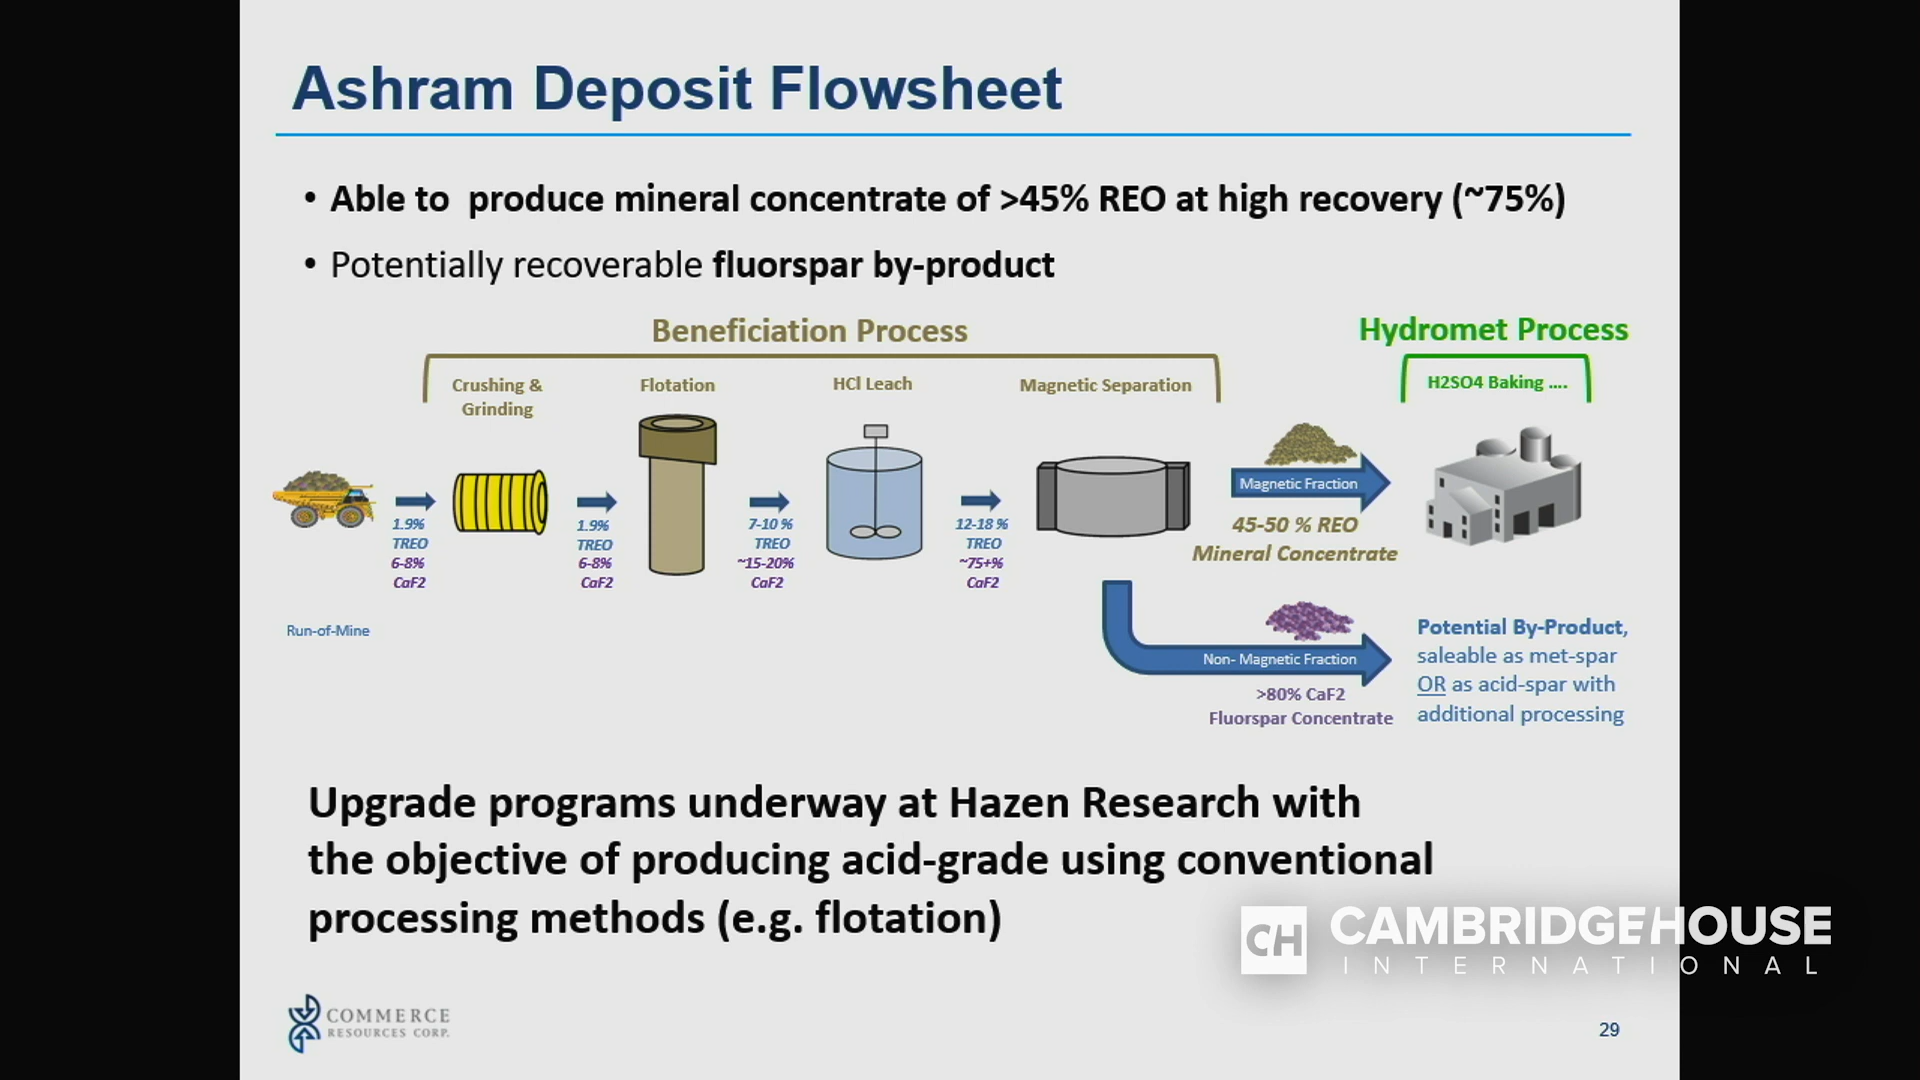 Ashram Deposit Flowsheet
• Able to  produce mineral concentrate of >45% REO at high recovery (~75%)
• Potentially recoverable fluorspar by-product
Beneficiation Process
Hydromet Process
Crushing &
Grinding
Flotation
HCl Leach
Magnetic Separation
H2SO4 Baking ....
1.9%
TREO
6-8%
CaF2
1.9%
TREO
6-8%
CaF2
7-10 %
TREO
~15-20%
CaF2
12-18 %
TREO
~75+%
CaF2
Magnetic Fraction
45-50 % REO
Mineral Concentrate
Run-of-Mine
Non- Magnetic Fraction
>80% CaF2
Fluorspar Concentrate
Potential By-Product,
saleable as met-spar
OR as acid-spar with
additional processing
Upgrade programs underway at Hazen Research with
the objective of producing acid-grade using conventional
processing methods (e.g. flotation)
CH CAMBRIDGEHOUSE
INTERNATIONAL
COMMERCE
RESOURCES CORP.
29